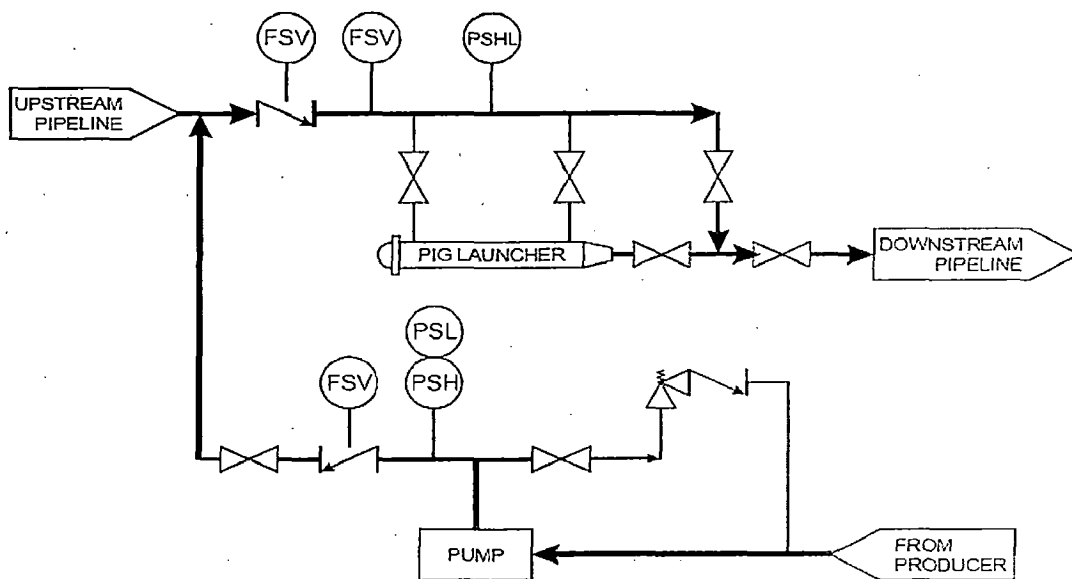 FSV
FSV
PSHL
UPSTREAM
PIPELINE
PIG LAUNCHER
DOWNSTREAM
PIPELINE
PSL
FSV
PSH
PUMP
FROM
PRODUCER